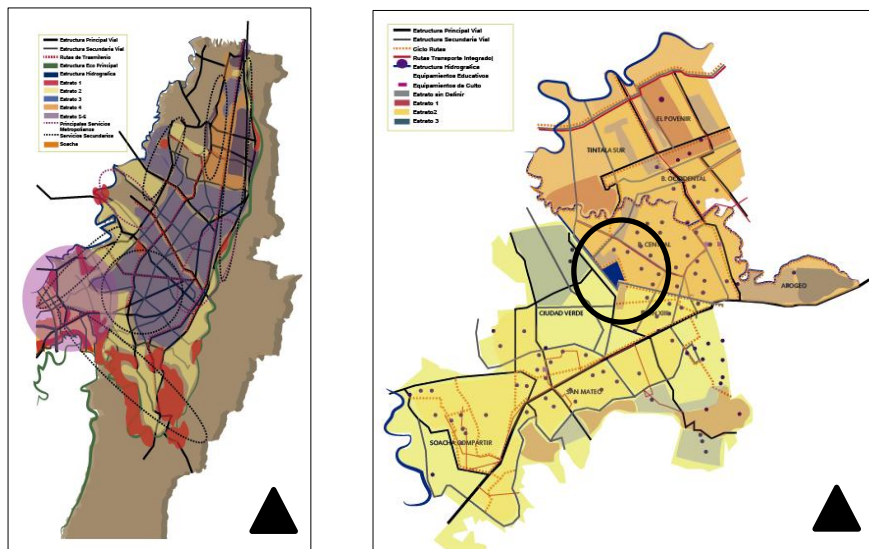 Estructura Principal Vial
Estructura Secundaria Vial
Rutas de Trasmilenio
Estructura Eco Principal
Estructura Hidrografica
Estrato 1
Estrato 2
Estrato 3
Estrato 4
Estrato 5-6
Principales Servicios
Metropolianos
Servicios Secundarios
Soacha
Estructura Principal Vial
Estructura Secundaria Vial
Ciclo Rutas
Rutas Transporte Integrado|
Estructura Hidrografica
Equipamientos Educativos
Equipamientos de Culto
Estrato sin Definir
Estrato 1
Estrato2
Estrato 3
EL POVENIR
TINTALA SUR
B. OCCIDENTAL
B. CENTRAL
APOGEO
CIUDAD VERDE
SAN MATEO
SOACHA COMPARTIR